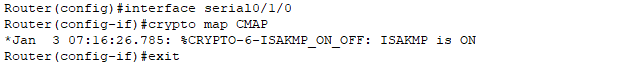 Router(config)#interface serial0/1/0
Router(config-if)#crypto map CMAP
*Jan  3 07:16:26.785: %CRYPTO-6-ISAKMP_ON_OFF: ISAKMP is ON
Router(config-if)#exit